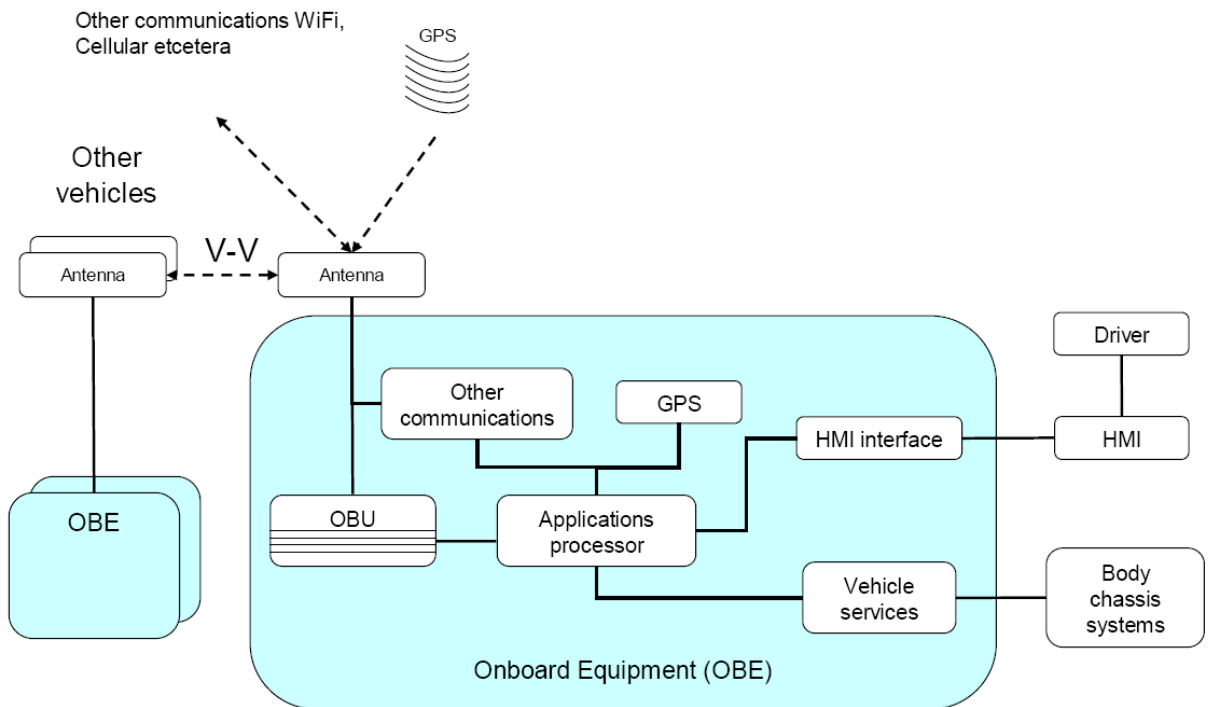 Other communications WiFi,
Cellular etcetera
GPS
Other
vehicles
V-V
Antenna
Antenna
Driver
Other
communications
GPS
HMI interface
HMI
OBE
OBU
Applications
processor
Vehicle
services
Body
chassis
systems
Onboard Equipment (OBE)